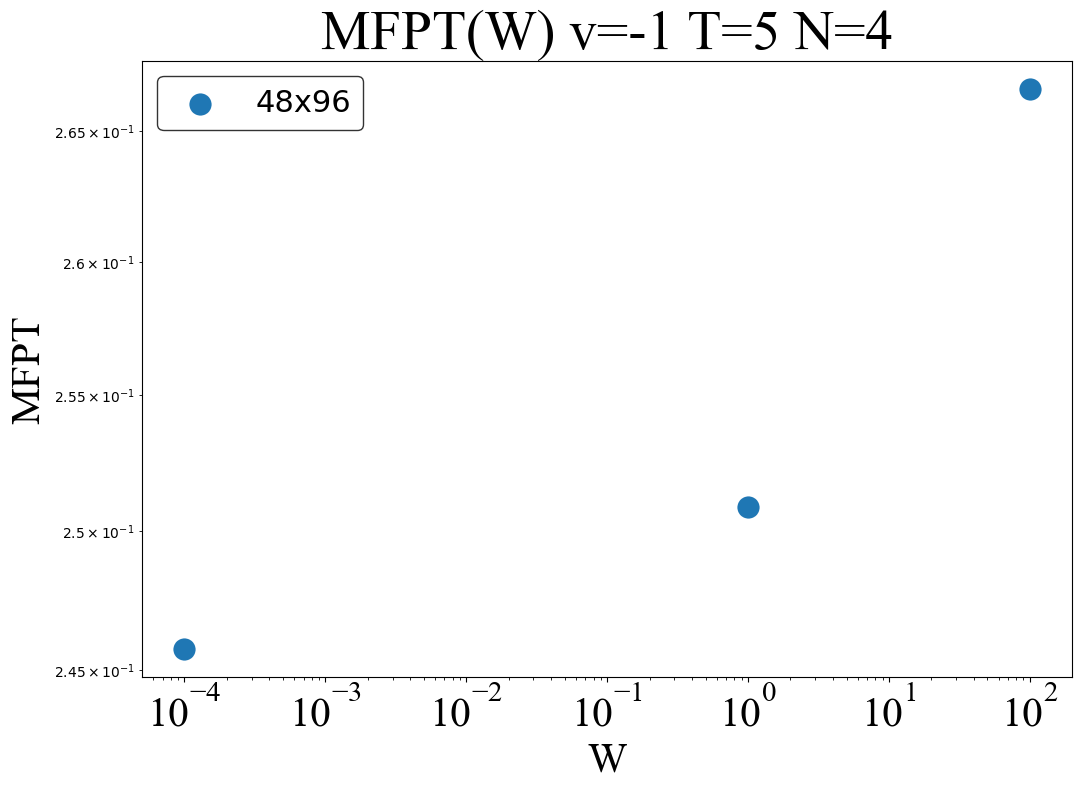 MFPT(W) v=-1 T=5 N=4
48x96
2.65 × 10⁻¹
2.6 × 10⁻¹
2.55 × 10⁻¹
2.5 × 10⁻¹
2.45 × 10⁻¹
MFPT
10⁻⁴ 10⁻³ 10⁻² 10⁻¹ 10⁰ 10¹ 10²
W